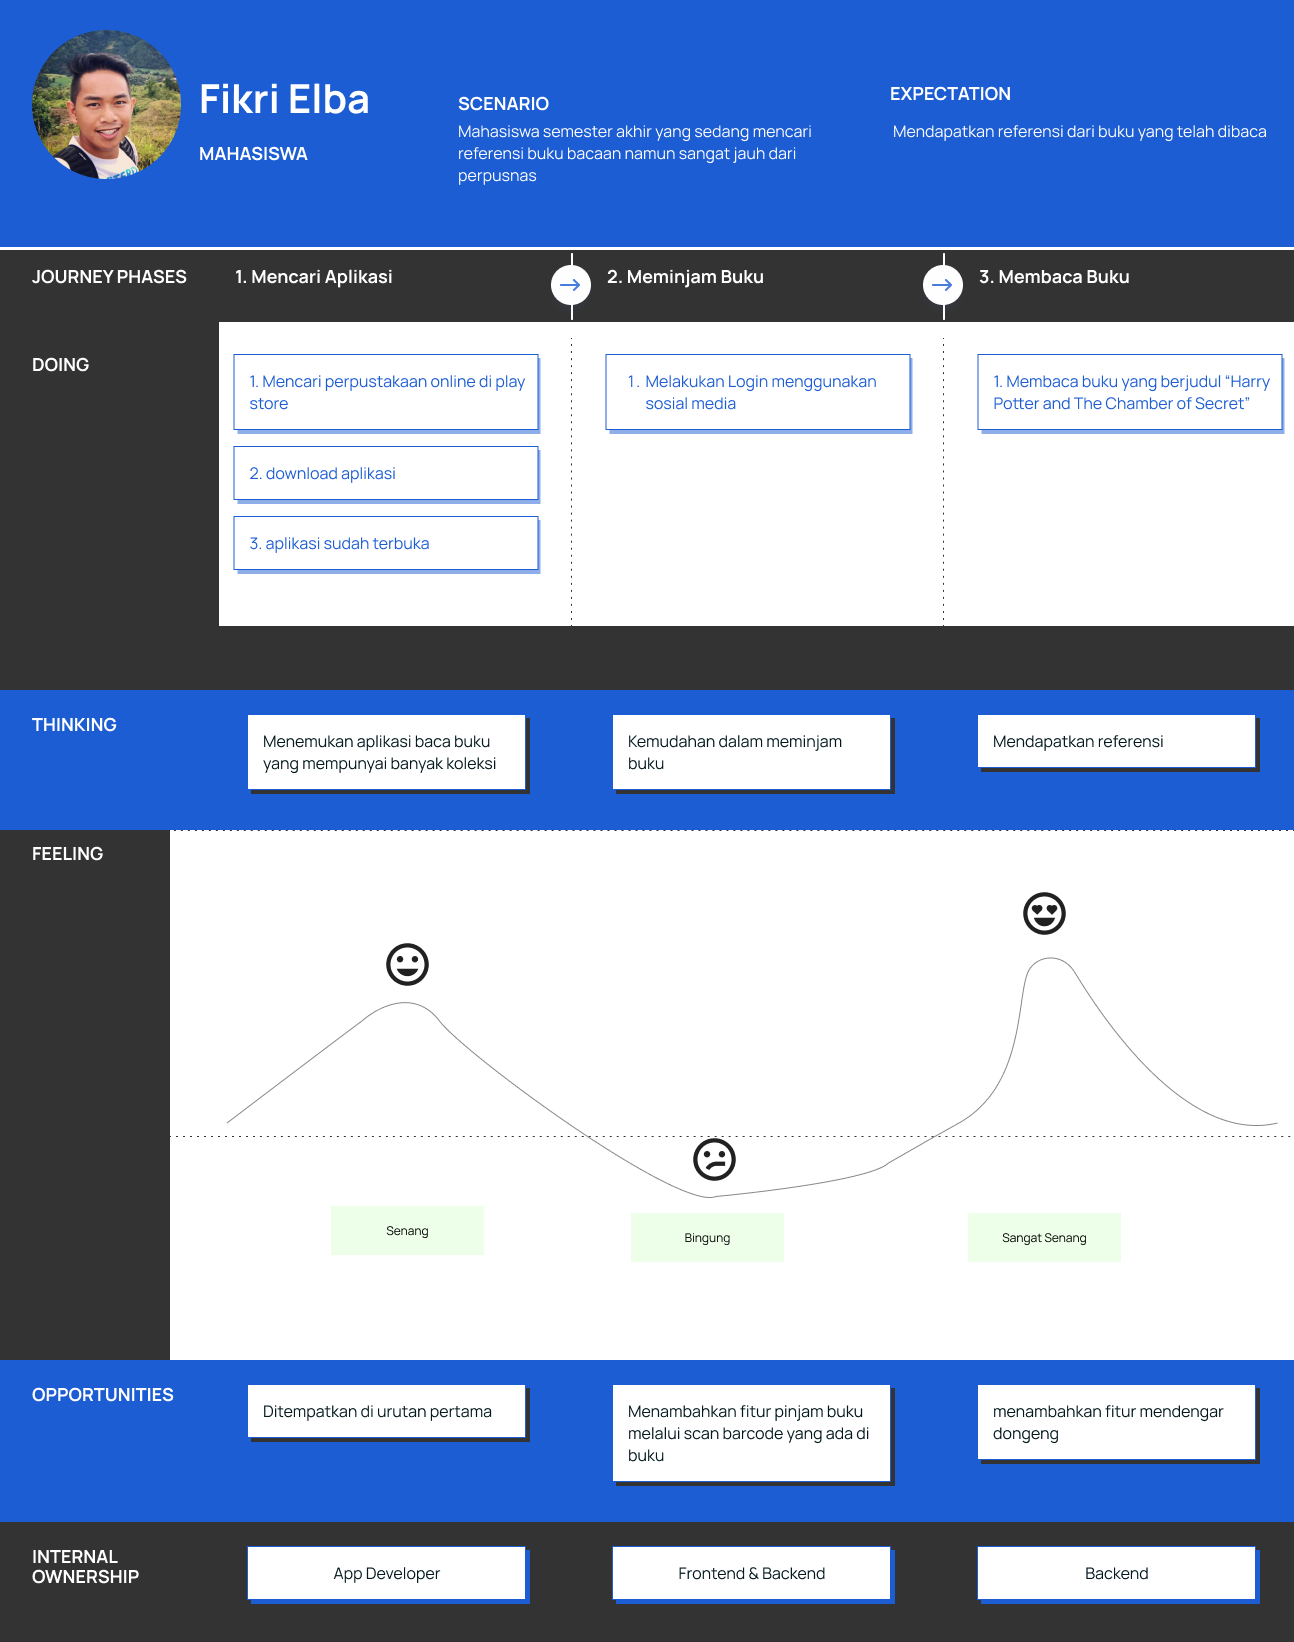 Fikri Elba
MAHASISWA
SCENARIO
Mahasiswa semester akhir yang sedang mencari
referensi buku bacaan namun sangat jauh dari
perpusnas
EXPECTATION
Mendapatkan referensi dari buku yang telah dibaca
JOURNEY PHASES
1. Mencari Aplikasi
2. Meminjam Buku
3. Membaca Buku
DOING
1. Mencari perpustakaan online di play
store
2. download aplikasi
3. aplikasi sudah terbuka
1. Melakukan Login menggunakan
sosial media
1. Membaca buku yang berjudul “Harry
Potter and The Chamber of Secret”
THINKING
Menemukan aplikasi baca buku
yang mempunyai banyak koleksi
Kemudahan dalam meminjam
buku
Mendapatkan referensi
FEELING
Senang
Bingung
Sangat Senang
OPPORTUNITIES
Ditempatkan di urutan pertama
Menambahkan fitur pinjam buku
melalui scan barcode yang ada di
buku
menambahkan fitur mendengar
dongeng
INTERNAL
OWNERSHIP
App Developer
Frontend & Backend
Backend